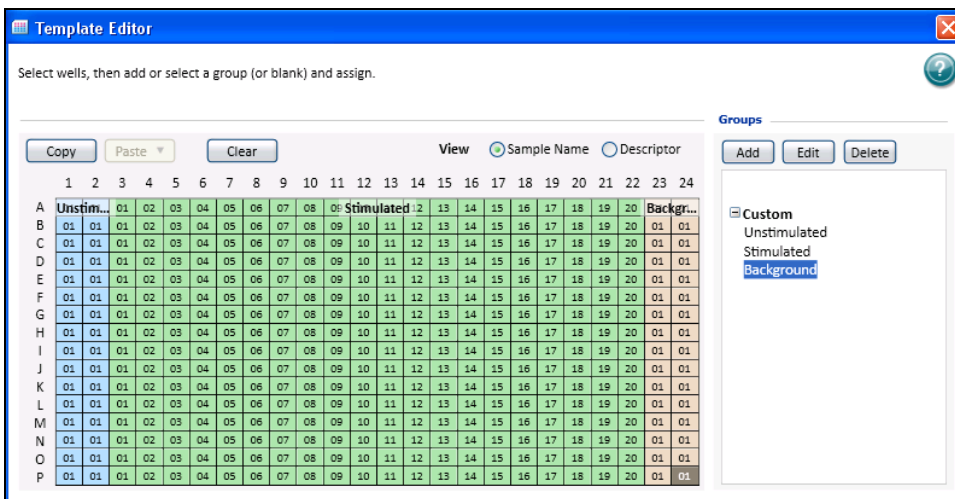 Template Editor
Select wells, then add or select a group (or blank) and assign.
Groups
Copy Paste Clear View Sample Name Descriptor Add Edit Delete
1 2 3 4 5 6 7 8 9 10 11 12 13 14 15 16 17 18 19 20 21 22 23 24
A Unstim... 01 02 03 04 05 06 07 08 09 Stimulated 12 13 14 15 16 17 18 19 20 Backgr...
B 01 01 01 02 03 04 05 06 07 08 09 10 11 12 13 14 15 16 17 18 19 20 01 01
C 01 01 01 02 03 04 05 06 07 08 09 10 11 12 13 14 15 16 17 18 19 20 01 01
D 01 01 01 02 03 04 05 06 07 08 09 10 11 12 13 14 15 16 17 18 19 20 01 01
E 01 01 01 02 03 04 05 06 07 08 09 10 11 12 13 14 15 16 17 18 19 20 01 01
F 01 01 01 02 03 04 05 06 07 08 09 10 11 12 13 14 15 16 17 18 19 20 01 01
G 01 01 01 02 03 04 05 06 07 08 09 10 11 12 13 14 15 16 17 18 19 20 01 01
H 01 01 01 02 03 04 05 06 07 08 09 10 11 12 13 14 15 16 17 18 19 20 01 01
I 01 01 01 02 03 04 05 06 07 08 09 10 11 12 13 14 15 16 17 18 19 20 01 01
J 01 01 01 02 03 04 05 06 07 08 09 10 11 12 13 14 15 16 17 18 19 20 01 01
K 01 01 01 02 03 04 05 06 07 08 09 10 11 12 13 14 15 16 17 18 19 20 01 01
L 01 01 01 02 03 04 05 06 07 08 09 10 11 12 13 14 15 16 17 18 19 20 01 01
M 01 01 01 02 03 04 05 06 07 08 09 10 11 12 13 14 15 16 17 18 19 20 01 01
N 01 01 01 02 03 04 05 06 07 08 09 10 11 12 13 14 15 16 17 18 19 20 01 01
O 01 01 01 02 03 04 05 06 07 08 09 10 11 12 13 14 15 16 17 18 19 20 01 01
P 01 01 01 02 03 04 05 06 07 08 09 10 11 12 13 14 15 16 17 18 19 20 01 01
Custom
Unstimulated
Stimulated
Background